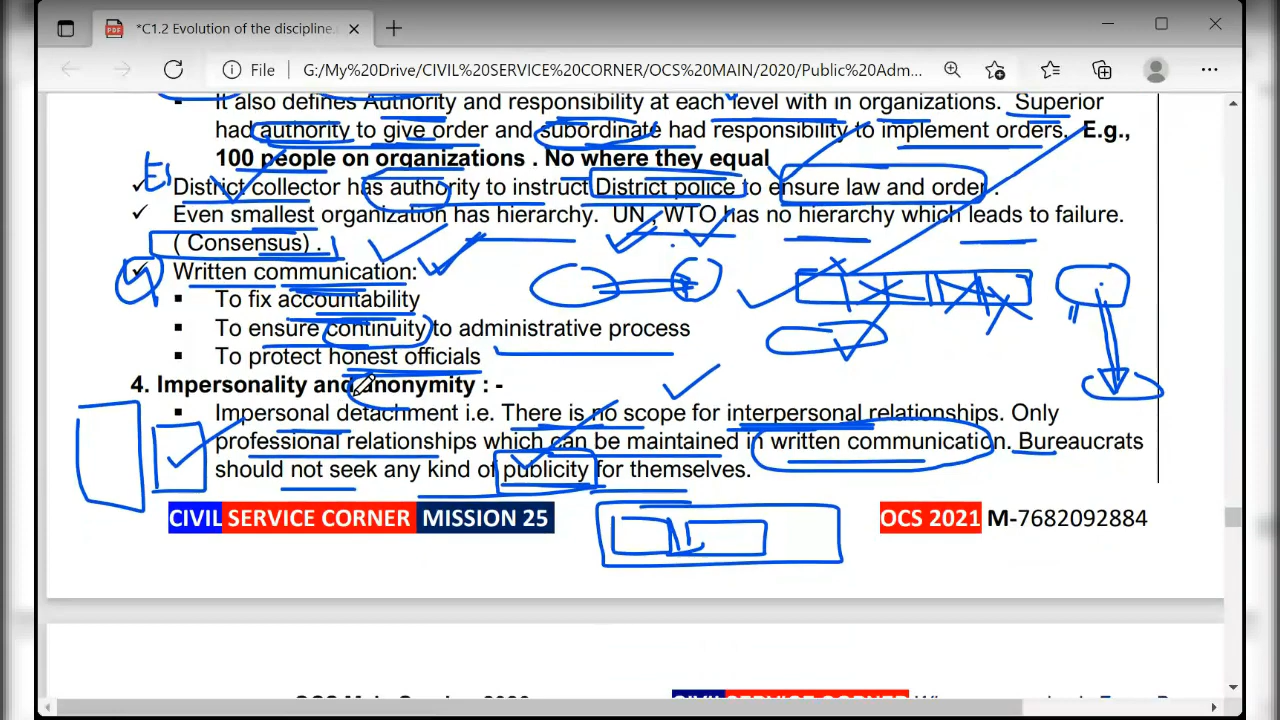 *C1.2 Evolution of the discipline.
File G:/My%20Drive/CIVIL%20SERVICE%20CORNER/OCS%20MAIN/2020/Public%20Adm...
It also defines Authority and responsibility at each level with in organizations. Superior
had authority to give order and subordinate had responsibility to implement orders. E.g.,
100 people on organizations . No where they equal
District collector has authority to instruct District police to ensure law and order .
Even smallest organization has hierarchy. UN , WTO has no hierarchy which leads to failure.
( Consensus) .
Written communication:
To fix accountability
To ensure continuity to administrative process
To protect honest officials
4. Impersonality and anonymity : -
Impersonal detachment i.e. There is no scope for interpersonal relationships. Only
professional relationships which can be maintained in written communication. Bureaucrats
should not seek any kind of publicity for themselves.
CIVIL SERVICE CORNER MISSION 25 OCS 2021 M-7682092884